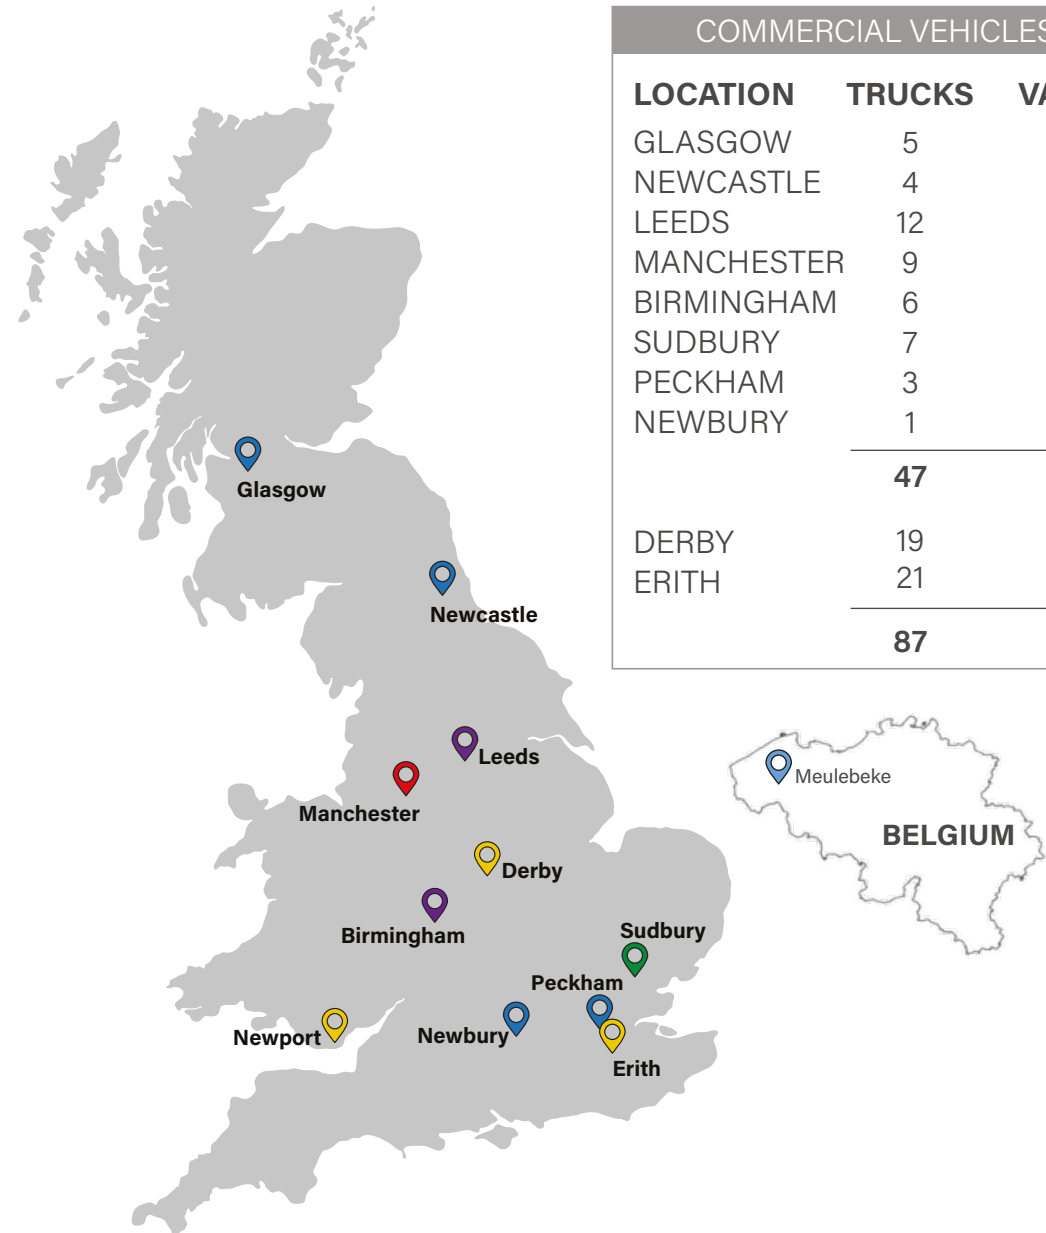 COMMERCIAL VEHICLES
LOCATION TRUCKS VA
GLASGOW 5
NEWCASTLE 4
LEEDS 12
MANCHESTER 9
BIRMINGHAM 6
SUDBURY 7
PECKHAM 3
NEWBURY 1
47
DERBY 19
ERITH 21
87
Glasgow
Newcastle
Leeds
Manchester
Derby
Birmingham
Sudbury
Peckham
Newport
Newbury
Erith
Meulebeke
BELGIUM